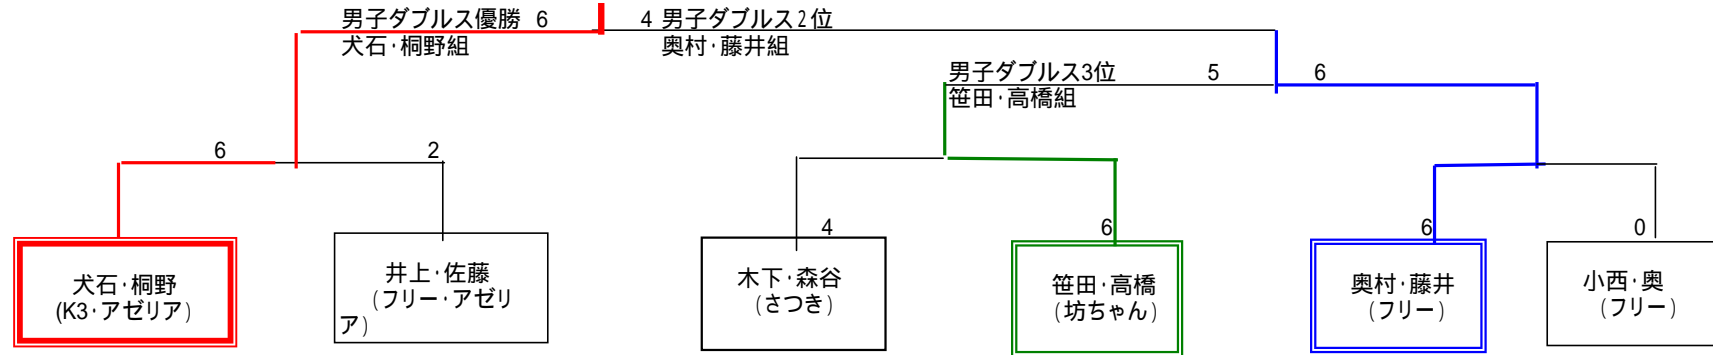 男子ダブルス優勝 6
4 男子ダブルス2位
犬石・桐野組
奥村・藤井組
男子ダブルス3位 5
6
笹田・高橋組
6
2
4
6
6
0
犬石・桐野
(K3・アゼリア)
井上・佐藤
(フリー・アゼリ
ア)
木下・森谷
(さつき)
笹田・高橋
(坊ちゃん)
奥村・藤井
(フリー)
小西・奥
(フリー)